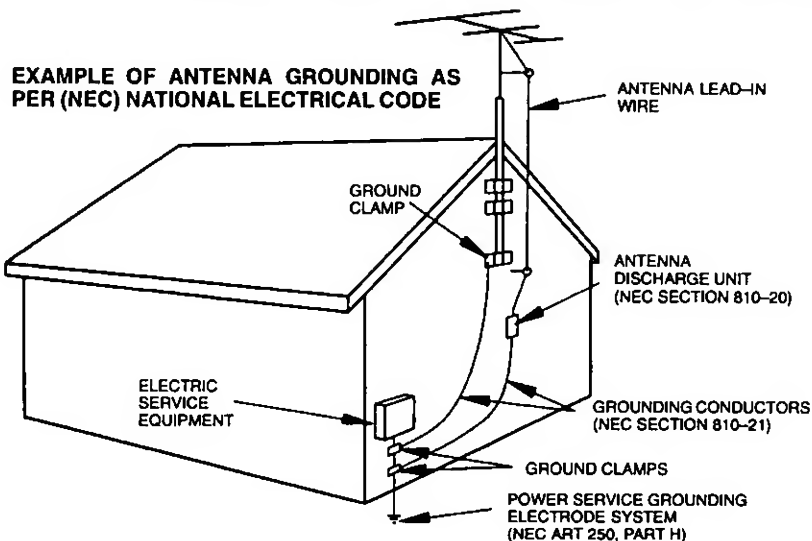 EXAMPLE OF ANTENNA GROUNDING AS
PER (NEC) NATIONAL ELECTRICAL CODE
ANTENNA LEAD–IN
WIRE
GROUND
CLAMP
ANTENNA
DISCHARGE UNIT
(NEC SECTION 810–20)
ELECTRIC
SERVICE
EQUIPMENT
GROUNDING CONDUCTORS
(NEC SECTION 810–21)
GROUND CLAMPS
POWER SERVICE GROUNDING
ELECTRODE SYSTEM
(NEC ART 250, PART H)